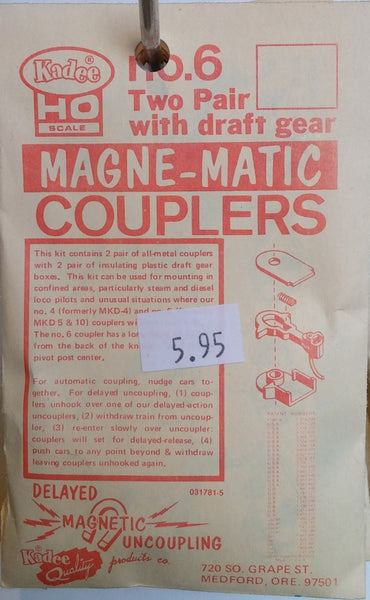 Kadee®
HO
SCALE
no.6
Two Pair
with draft gear
MAGNE-MATIC
COUPLERS
This kit contains 2 pair of all-metal couplers
with 2 pair of insulating plastic draft gear
boxes. This kit can be used for mounting in
confined areas, particularly steam and diesel
loco pilots and unusual situations where our
no. 4 (formerly MKD-4) and no. 5
MKD 5 & 10) couplers
The no. 6 coupler has a
from the back of the
pivot post center.
5.95
For automatic coupling, nudge cars to-
gether. For delayed uncoupling, (1) coup-
lers unhook over one of our delayed-action
uncouplers, (2) withdraw train from uncoup-
ler, (3) re-enter slowly over uncoupler:
couplers will set for delayed-release, (4)
push cars to any point beyond & withdraw
leaving couplers unhooked again.
PATENT NUMBERS
031781-5
DELAYED
MAGNETIC
UNCOUPLING
Kadee
Quality
products co.
720 SO. GRAPE ST.
MEDFORD, ORE. 97501